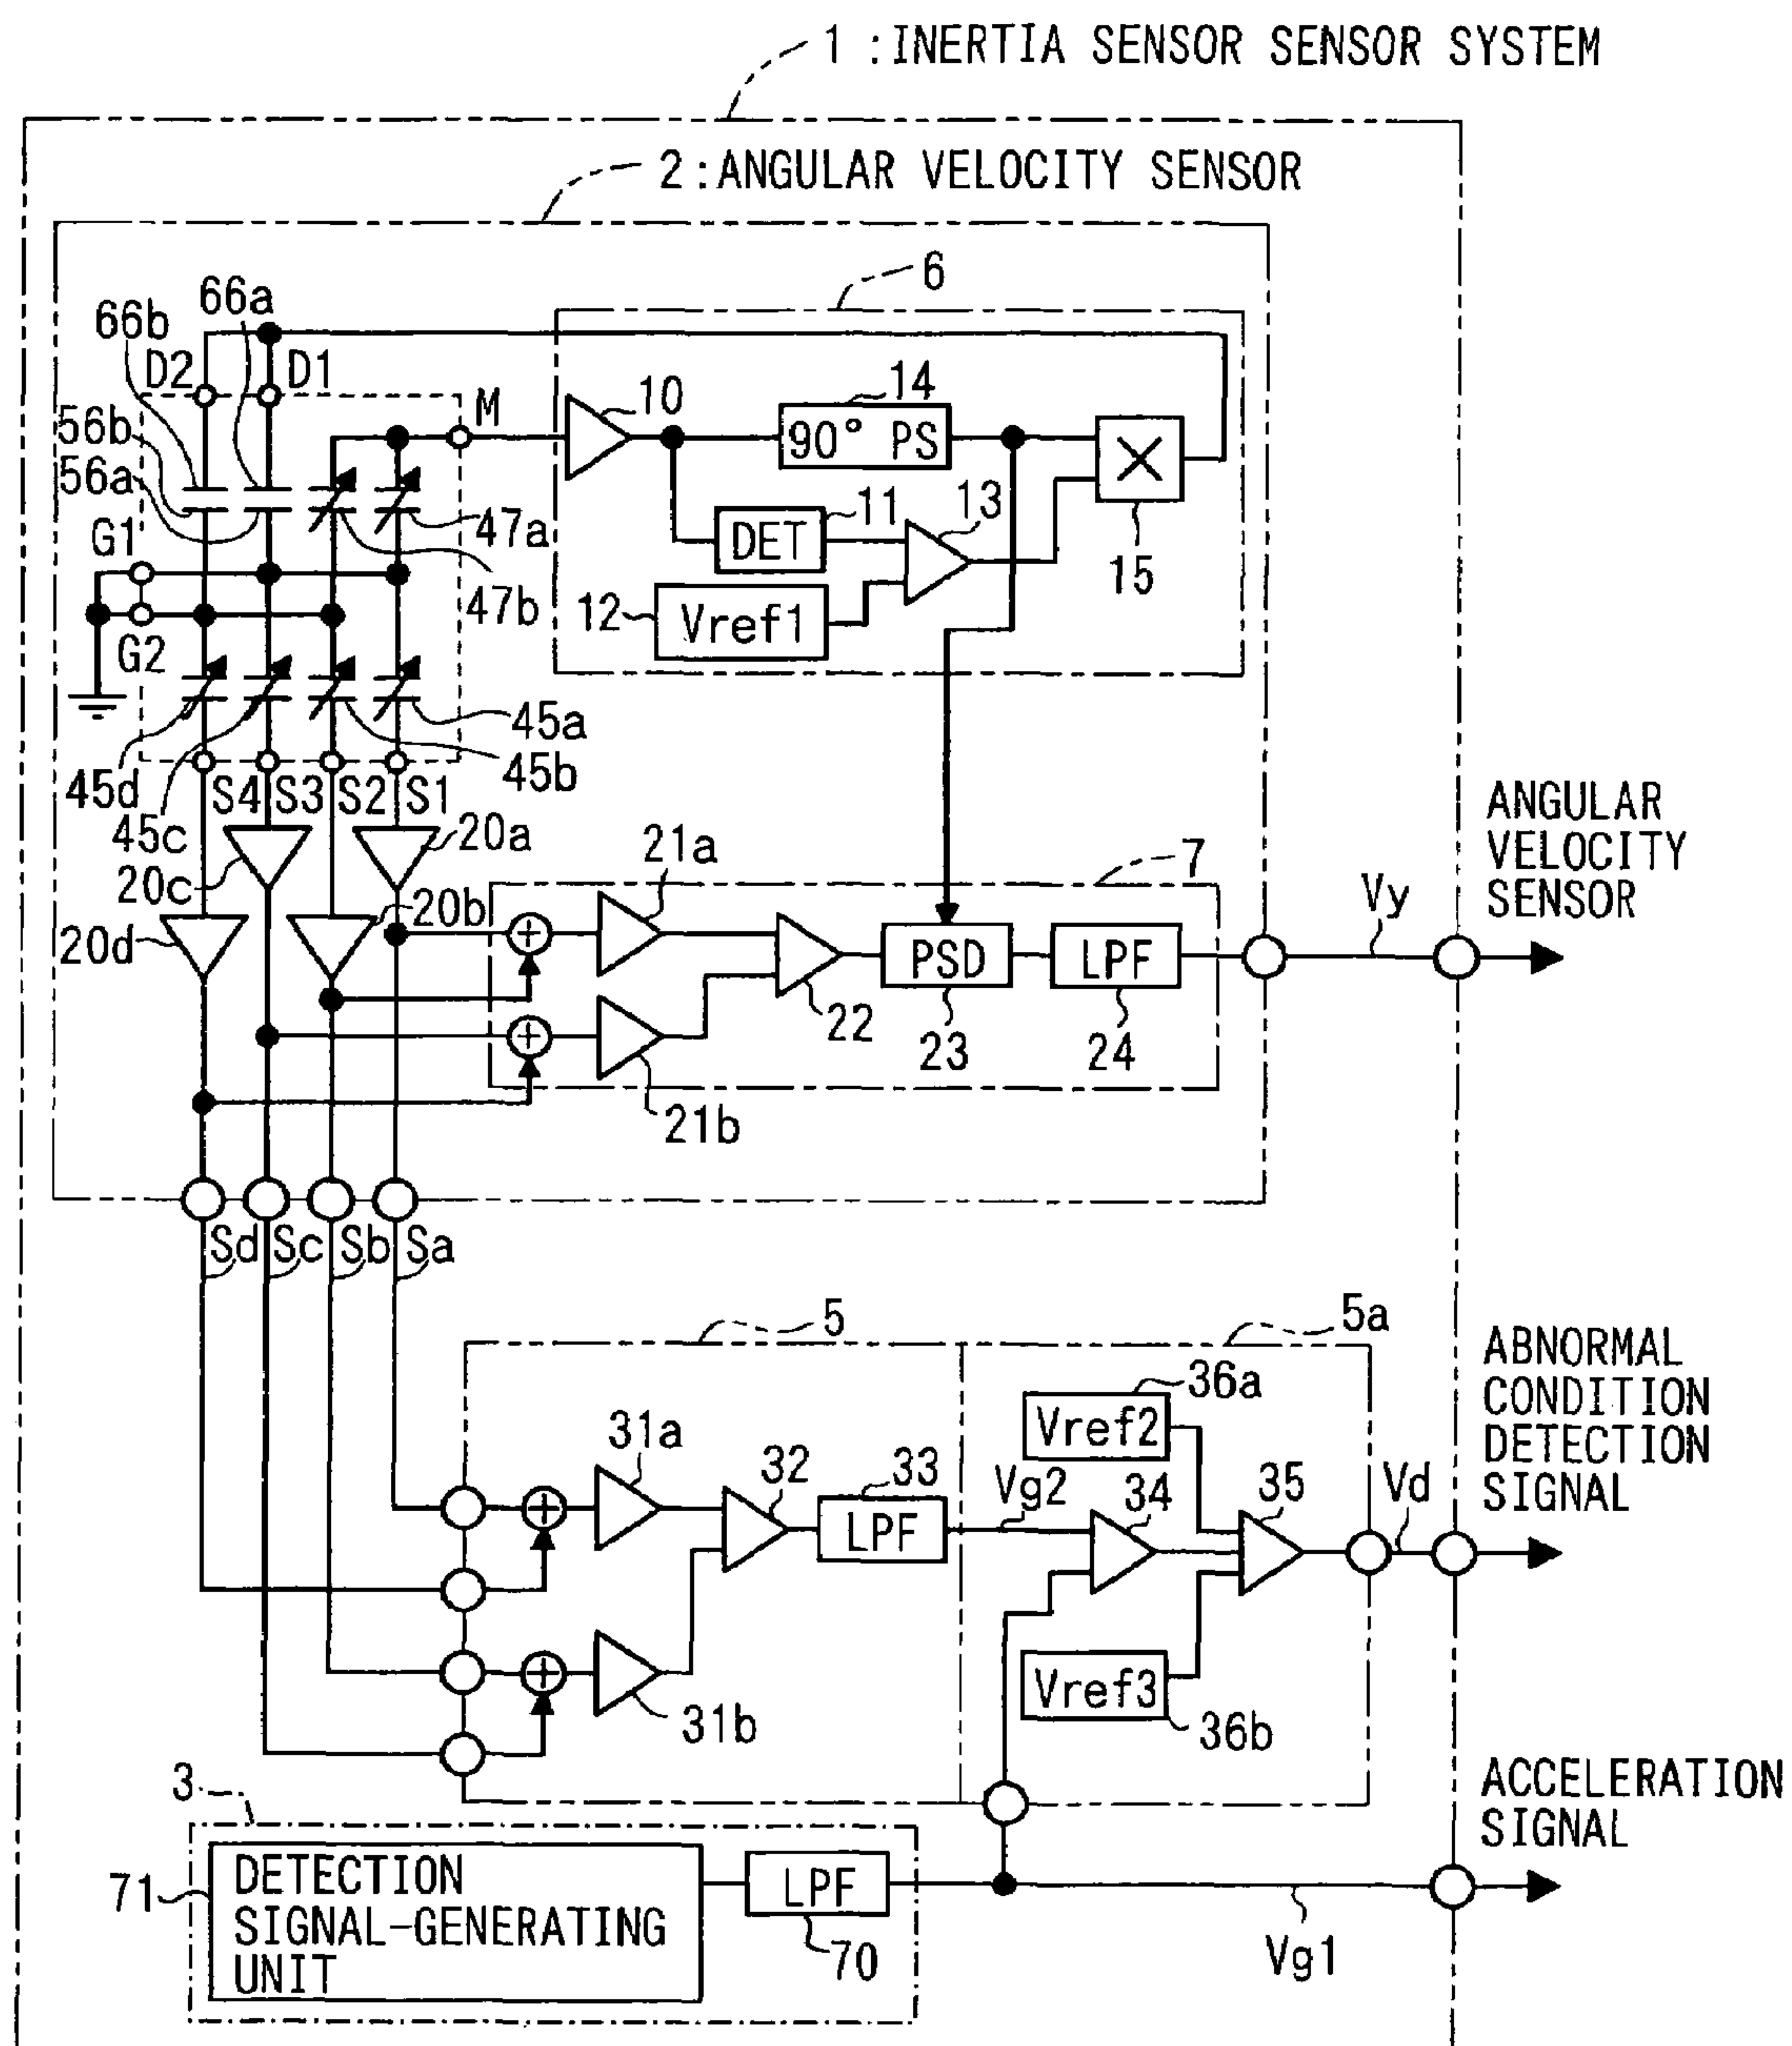 1 : INERTIA SENSOR SENSOR SYSTEM
2 : ANGULAR VELOCITY SENSOR
6
66a
66b
D2
D1
M
10
14
90° PS
56b
56a
47a
11
13
DET
15
G1
47b
12
Vref1
G2
45a
45b
45d
S4
S3
S2
S1
45c
20a
20c
20b
20d
21a
7
PSD
LPF
22
23
24
21b
Vy
ANGULAR
VELOCITY
SENSOR
Sd
Sc
Sb
Sa
5
5a
36a
Vref2
31a
32
33
LPF
Vg2
34
35
Vd
ABNORMAL
CONDITION
DETECTION
SIGNAL
31b
Vref3
36b
3
71
DETECTION
SIGNAL-GENERATING
UNIT
LPF
70
Vg1
ACCELERATION
SIGNAL